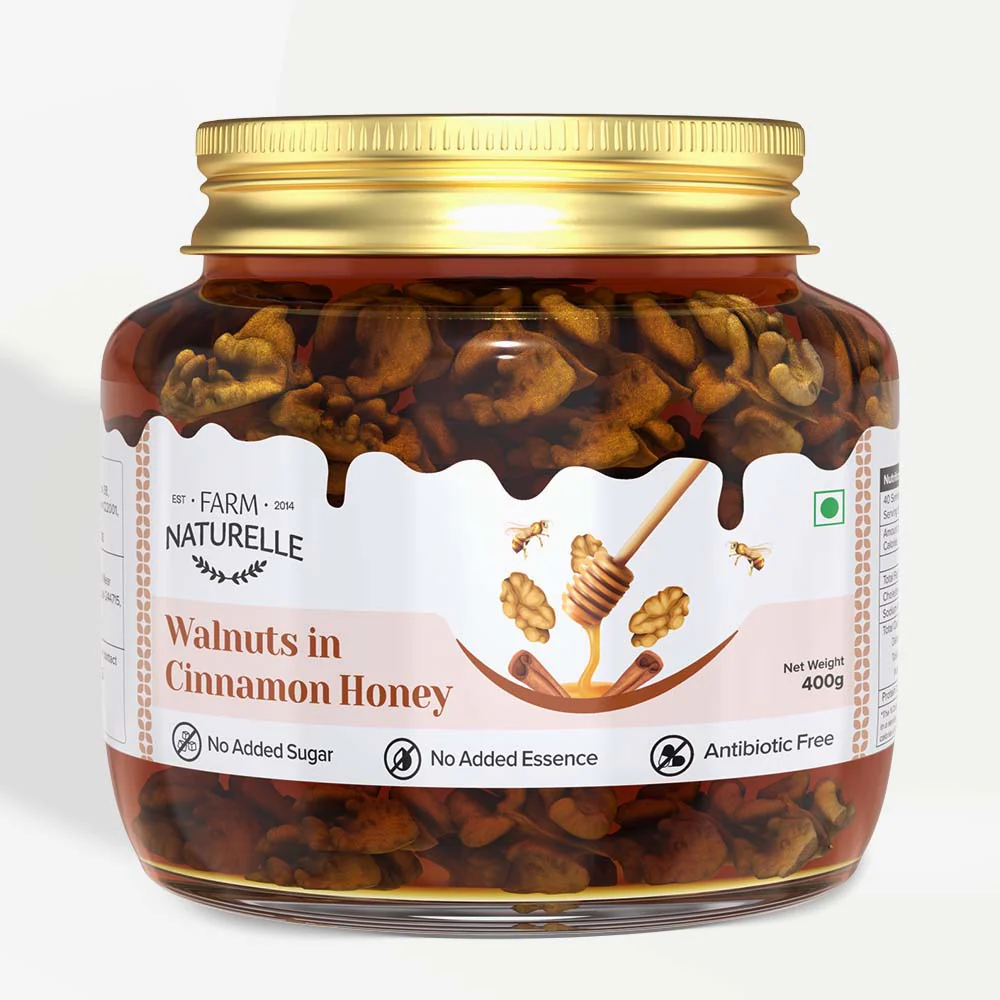 EST · FARM · 2014
NATURELLE
Walnuts in
Cinnamon Honey
Net Weight
400g
No Added Sugar
No Added Essence
Antibiotic Free